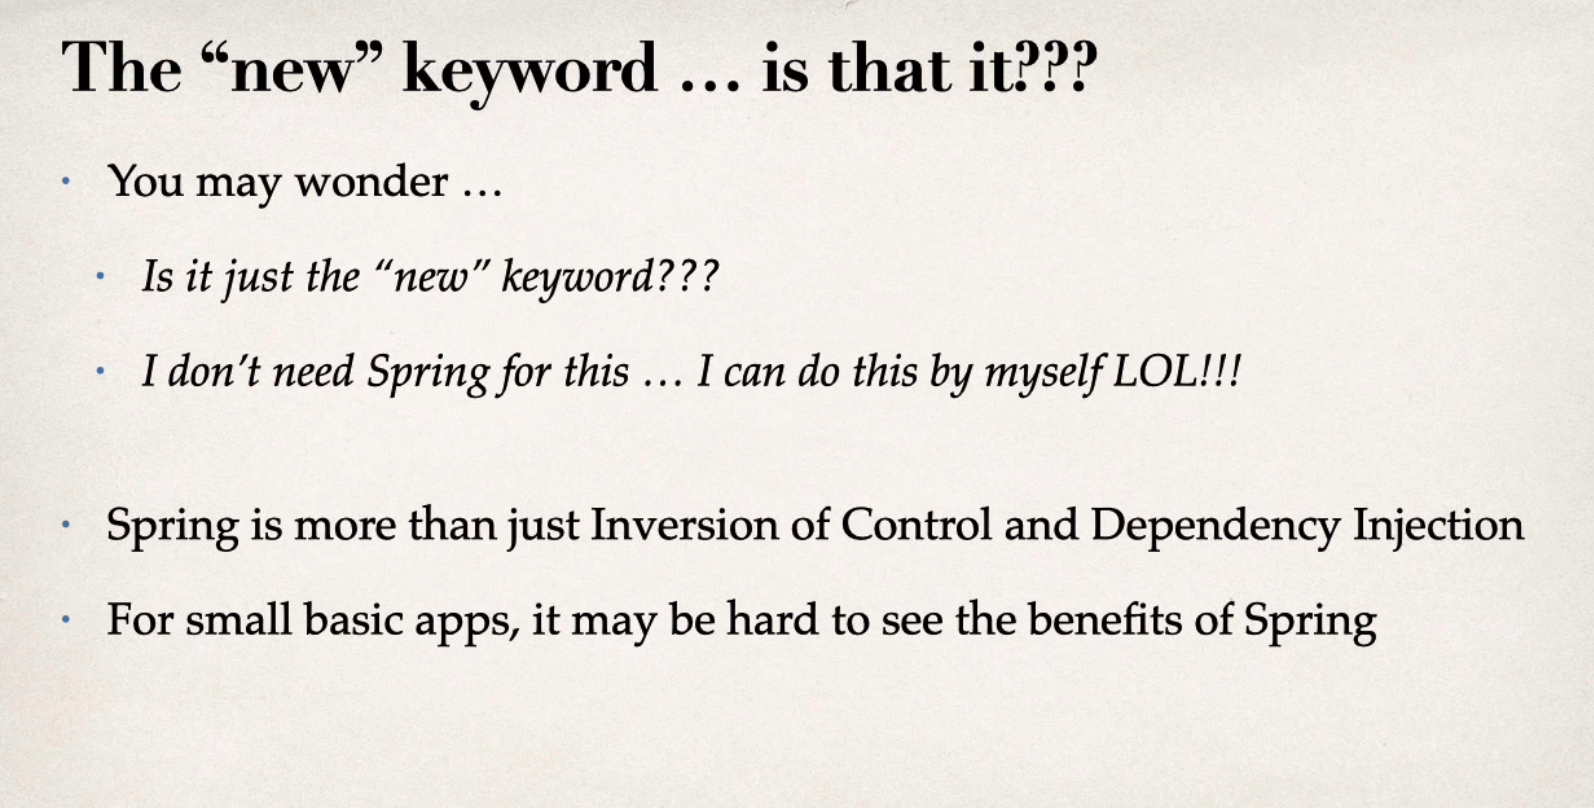 The “new” keyword … is that it???
• You may wonder …
• Is it just the “new” keyword???
• I don’t need Spring for this … I can do this by myself LOL!!!
• Spring is more than just Inversion of Control and Dependency Injection
• For small basic apps, it may be hard to see the benefits of Spring